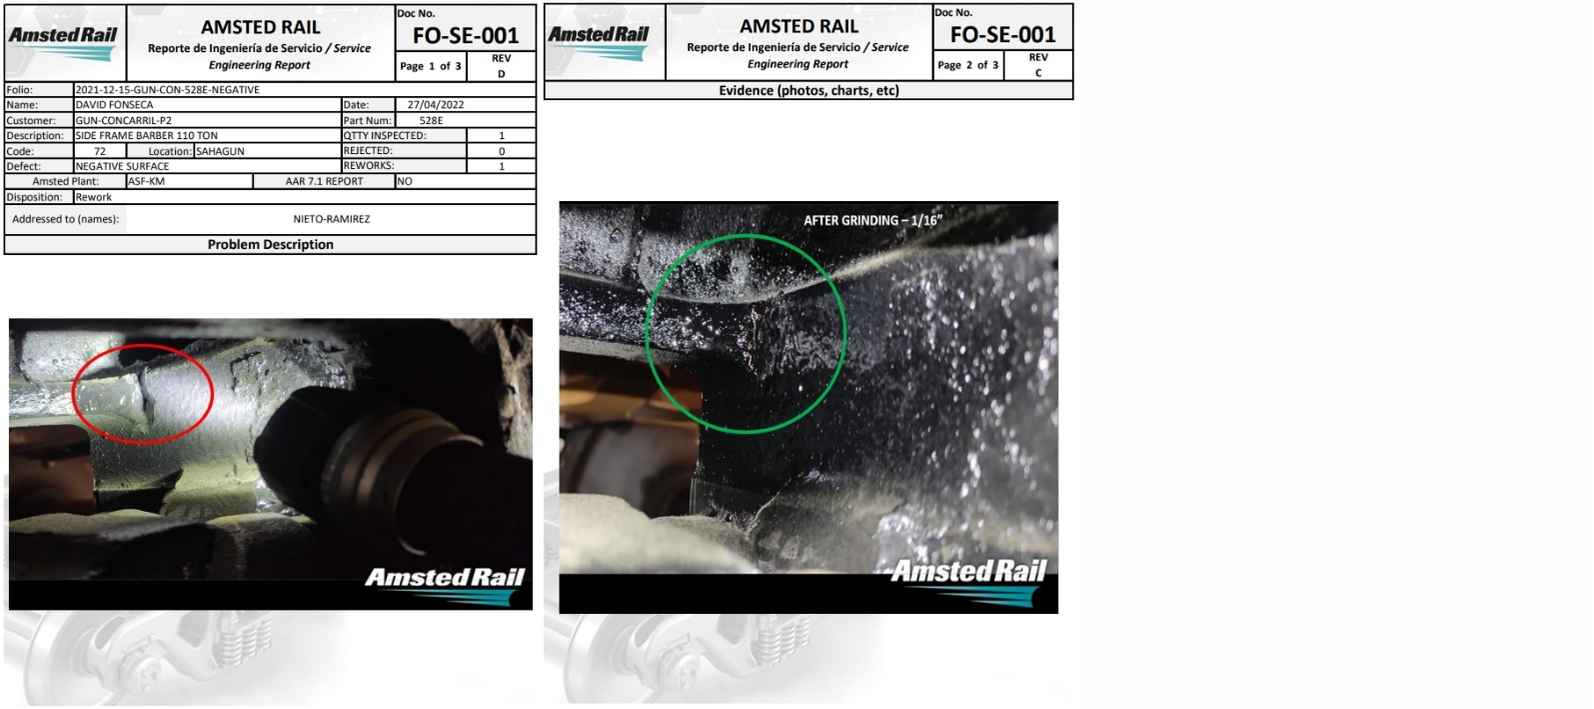 Amsted Rail
AMSTED RAIL
Reporte de Ingeniería de Servicio / Service
Engineering Report
Doc No.
FO-SE-001
Page 1 of 3
REV
D
Folio: 2021-12-15-GUN-CON-528E-NEGATIVE
Name: DAVID FONSECA Date: 27/04/2022
Customer: GUN-CONCARRIL-P2 Part Num: 528E
Description: SIDE FRAME BARBER 110 TON QTTY INSPECTED: 1
Code: 72 Location: SAHAGUN REJECTED: 0
Defect: NEGATIVE SURFACE REWORKS: 1
Amsted Plant: ASF-KM AAR 7.1 REPORT NO
Disposition: Rework
Addressed to (names): NIETO-RAMIREZ
Problem Description
Amsted Rail
Amsted Rail
AMSTED RAIL
Reporte de Ingeniería de Servicio / Service
Engineering Report
Doc No.
FO-SE-001
Page 2 of 3
REV
C
Evidence (photos, charts, etc)
AFTER GRINDING – 1/16”
Amsted Rail